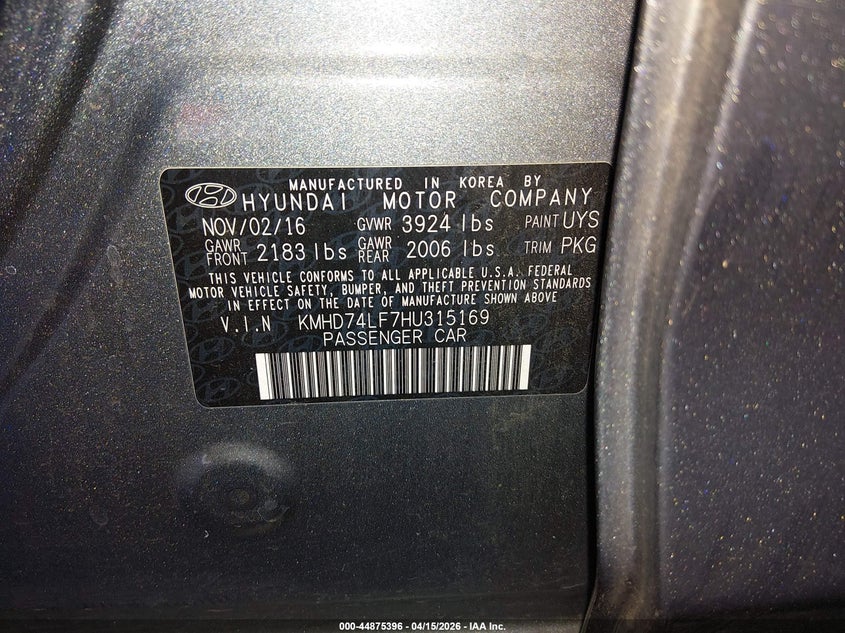 MANUFACTURED IN KOREA BY
HYUNDAI MOTOR COMPANY
NOV/02/16 GVWR 3924 lbs PAINT UYS
GAWR FRONT 2183 lbs GAWR REAR 2006 lbs TRIM PKG
THIS VEHICLE CONFORMS TO ALL APPLICABLE U.S.A. FEDERAL
MOTOR VEHICLE SAFETY, BUMPER, AND THEFT PREVENTION STANDARDS
IN EFFECT ON THE DATE OF MANUFACTURE SHOWN ABOVE
V.I.N KMHD74LF7HU315169
PASSENGER CAR
000-44875396 - 04/15/2026 - IAA Inc.